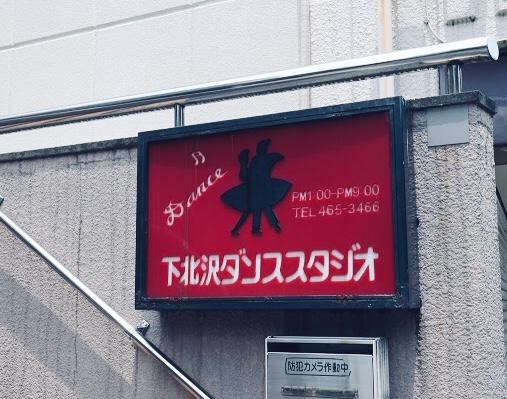 Dance
PM1:00-PM9:00
TEL 465-3466
下北沢ダンススタジオ
防犯カメラ作動中